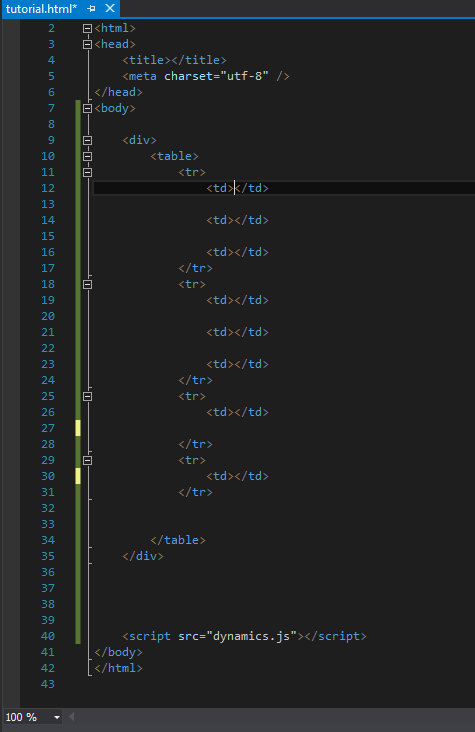 tutorial.html*
2 <html>
3 <head>
4 <title></title>
5 <meta charset="utf-8" />
6 </head>
7 <body>
8
9 <div>
10 <table>
11 <tr>
12 <td></td>
13
14 <td></td>
15
16 <td></td>
17 </tr>
18 <tr>
19 <td></td>
20
21 <td></td>
22
23 <td></td>
24 </tr>
25 <tr>
26 <td></td>
27
28 </tr>
29 <tr>
30 <td></td>
31 </tr>
32
33
34 </table>
35 </div>
36
37
38
39
40 <script src="dynamics.js"></script>
41 </body>
42 </html>
43
100 %